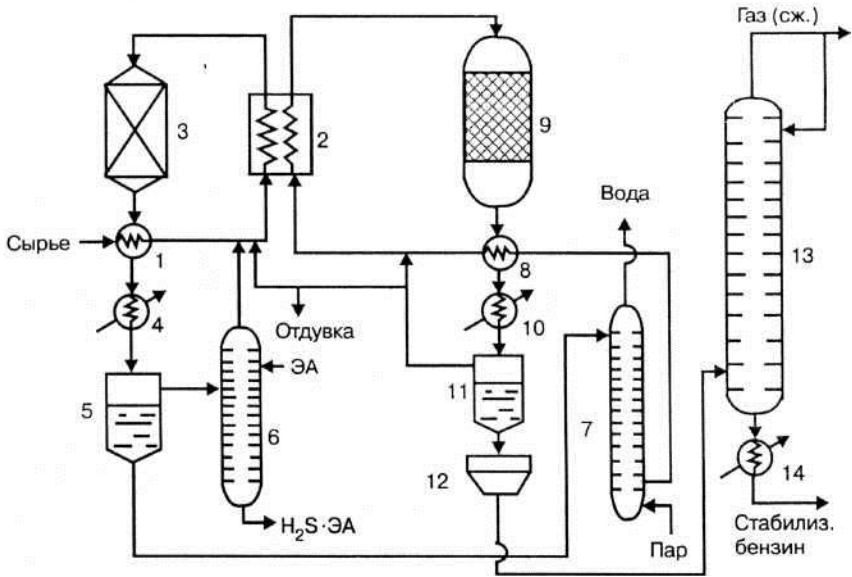 Газ (сж.)
3
2
9
Вода
Сырье
1
8
13
4
Отдувка
10
ЭА
5
6
11
7
12
14
H₂S·ЭА
Пар
Стабилиз.
бензин